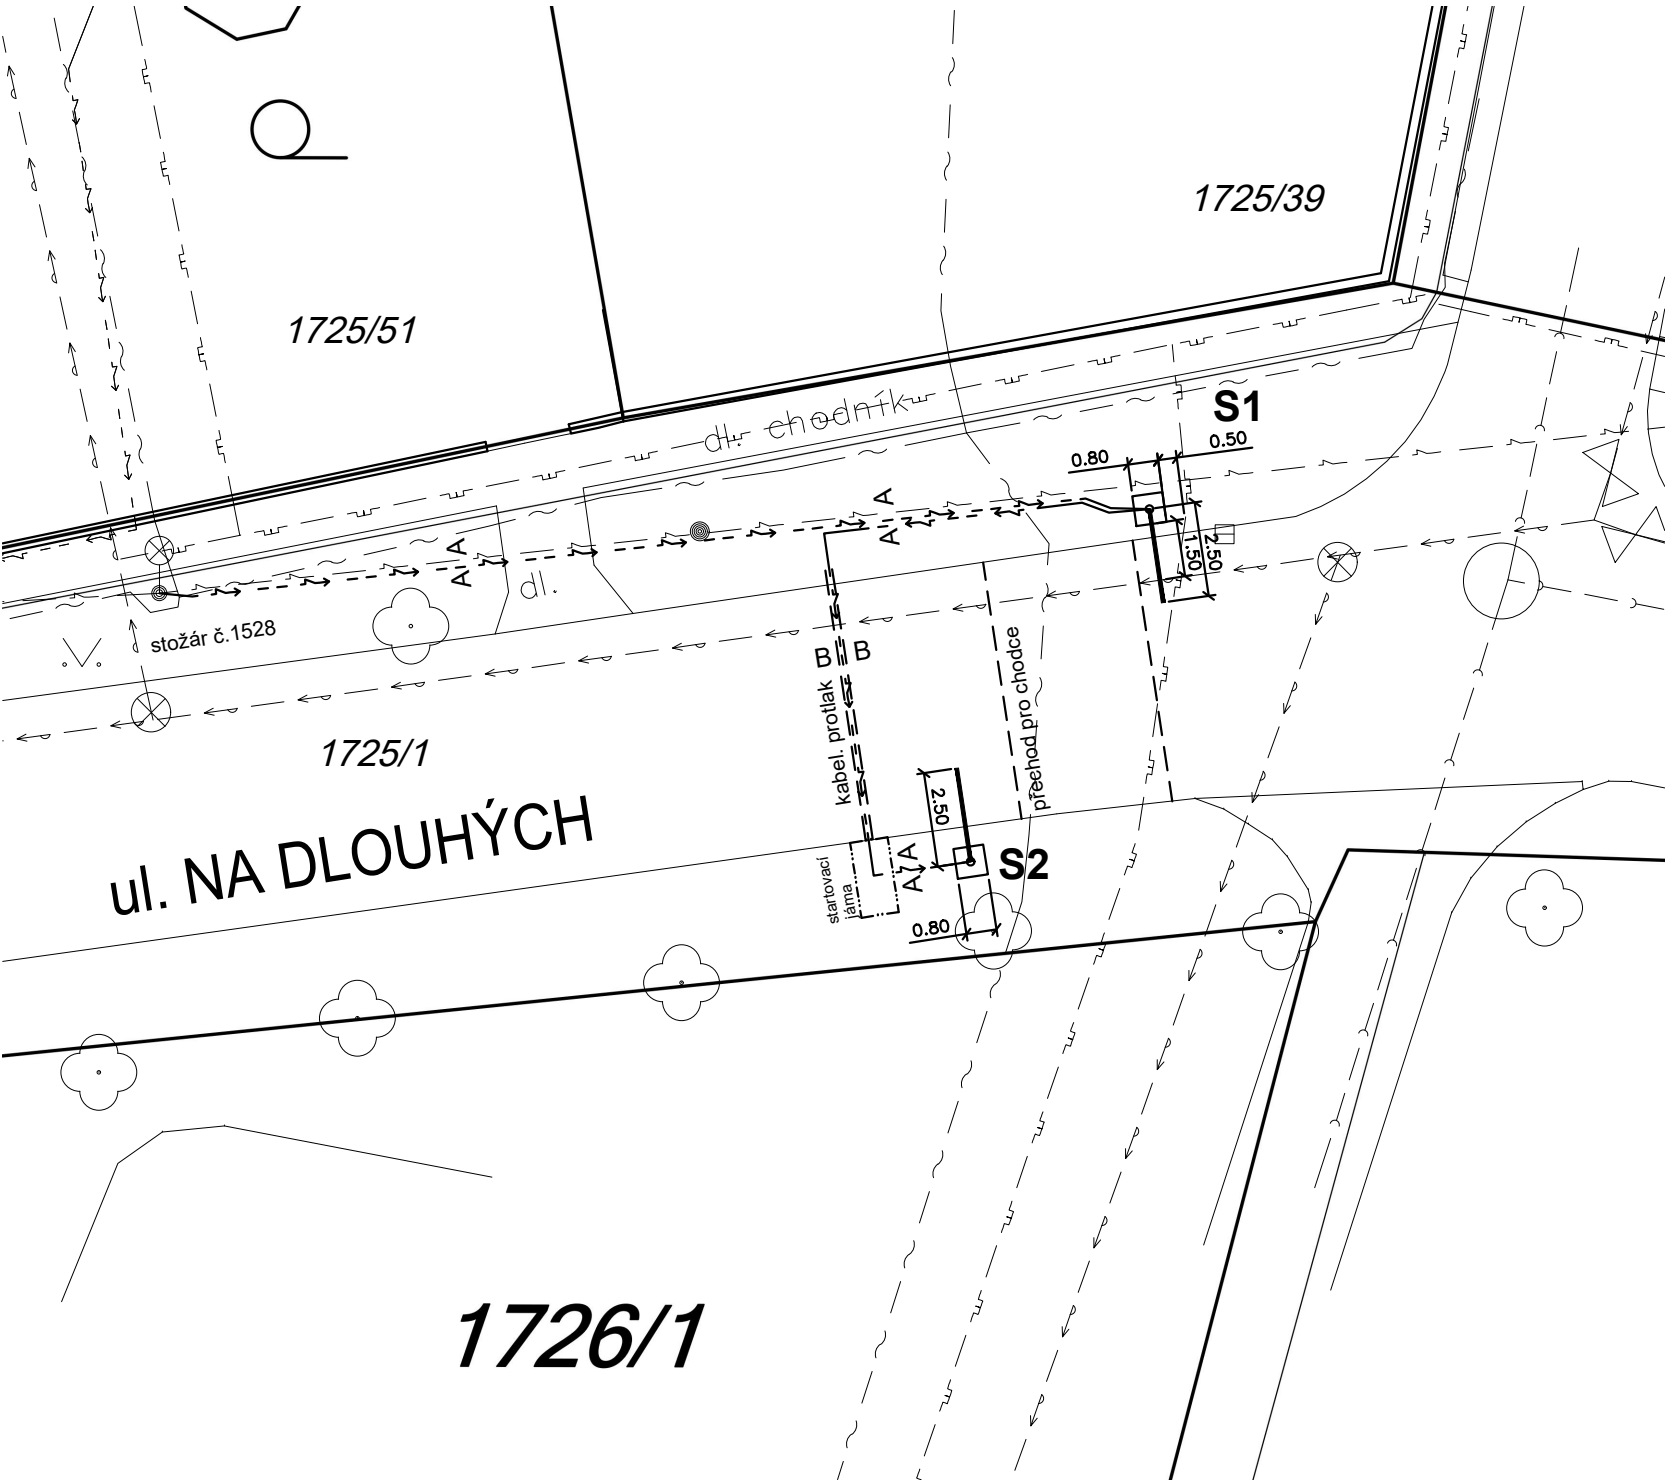 1725/39
1725/51
dl. chodník
S1
0.50
0.80
A
A
A
A
1.50
2.50
dl.
stožár č.1528
B
B
kabel. protlak
přechod pro chodce
1725/1
2.50
ul. NA DLOUHÝCH
A
A
S2
startovací
jáma
0.80
1726/1